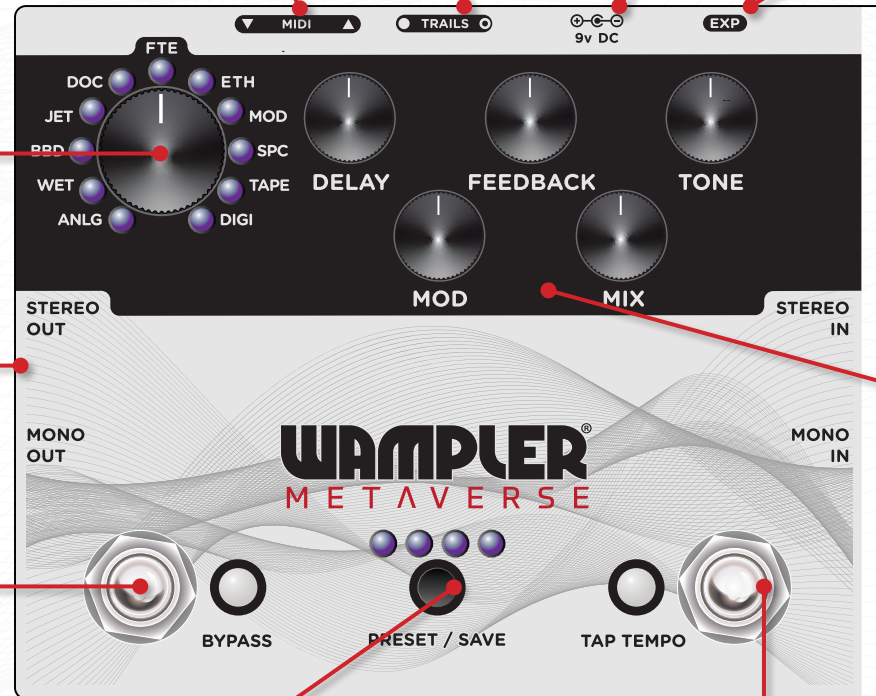 MIDI
TRAILS
9v DC
EXP
FTE
DOC
ETH
JET
MOD
BBD
SPC
WET
TAPE
ANLG
DIGI
DELAY
FEEDBACK
TONE
MOD
MIX
STEREO
OUT
STEREO
IN
MONO
OUT
MONO
IN
WAMPLER®
METAVERSE
BYPASS
PRESET / SAVE
TAP TEMPO